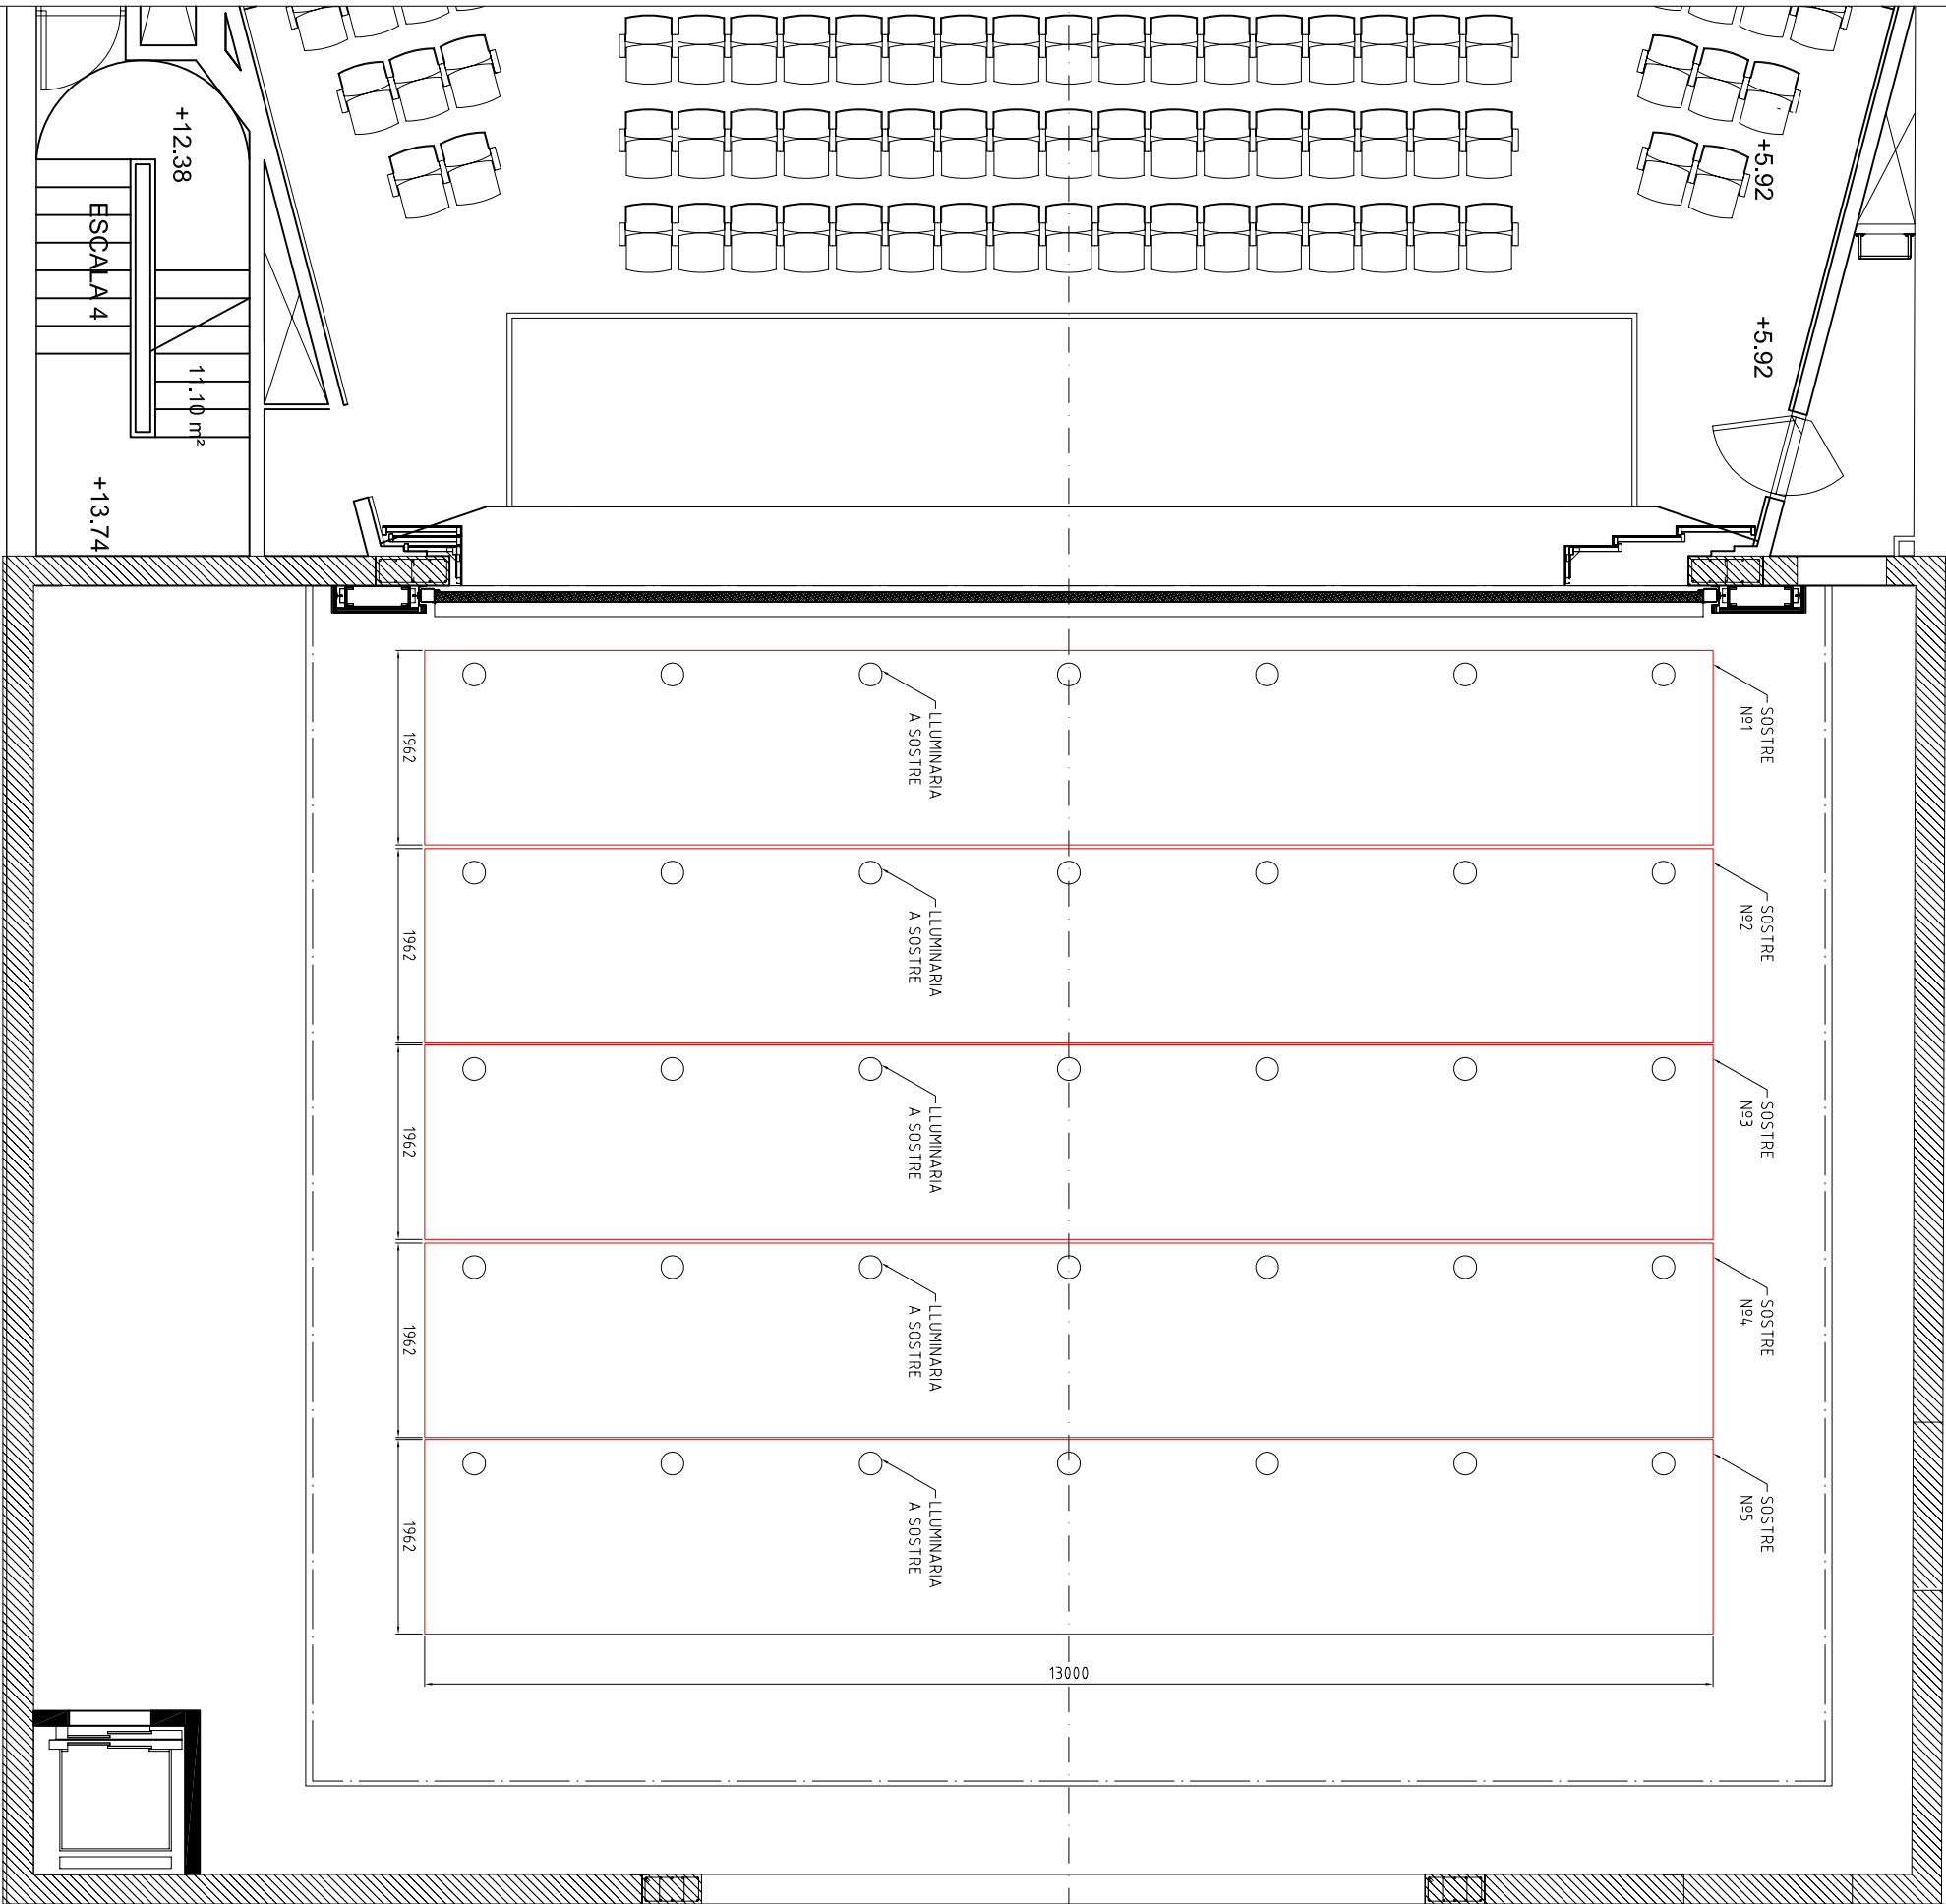 +12.38
ESCALA 4
11.10 m²
+13.74
+5.92
+5.92
SOSTRE
Nº1
LLUMINARIA
A SOSTRE
1962
SOSTRE
Nº2
LLUMINARIA
A SOSTRE
1962
SOSTRE
Nº3
LLUMINARIA
A SOSTRE
1962
SOSTRE
Nº4
LLUMINARIA
A SOSTRE
1962
SOSTRE
Nº5
LLUMINARIA
A SOSTRE
1962
13000